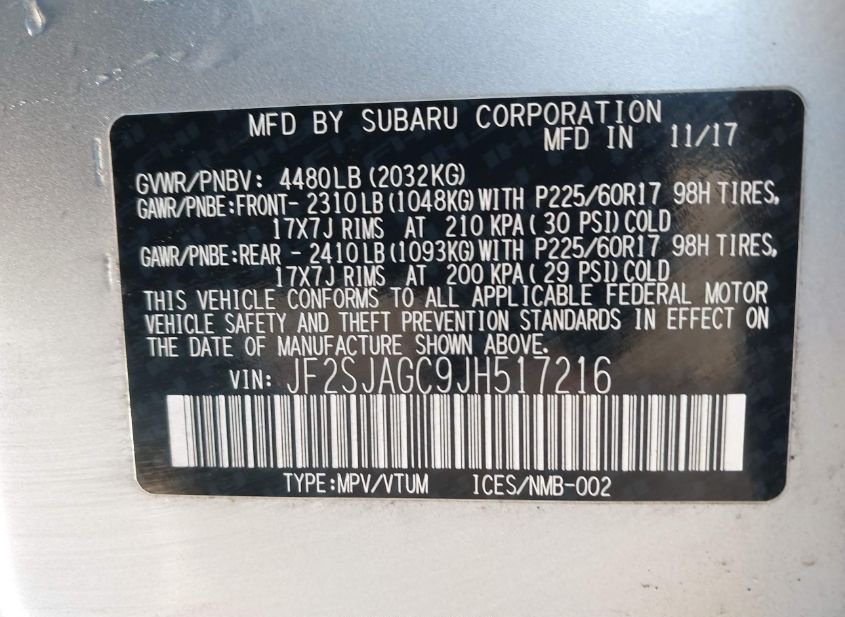 MFD BY SUBARU CORPORATION
MFD IN 11/17
GVWR/PNBV: 4480LB(2032KG)
GAWR/PNBE:FRONT- 2310LB(1048KG)WITH P225/60R17 98H TIRES,
17X7J RIMS AT 210 KPA( 30 PSI)COLD
GAWR/PNBE:REAR - 2410LB(1093KG)WITH P225/60R17 98H TIRES,
17X7J RIMS AT 200 KPA( 29 PSI)COLD
THIS VEHICLE CONFORMS TO ALL APPLICABLE FEDERAL MOTOR
VEHICLE SAFETY AND THEFT PREVENTION STANDARDS IN EFFECT ON
THE DATE OF MANUFACTURE SHOWN ABOVE.
VIN: JF2SJAGC9JH517216
TYPE:MPV/VTUM ICES/NMB-002